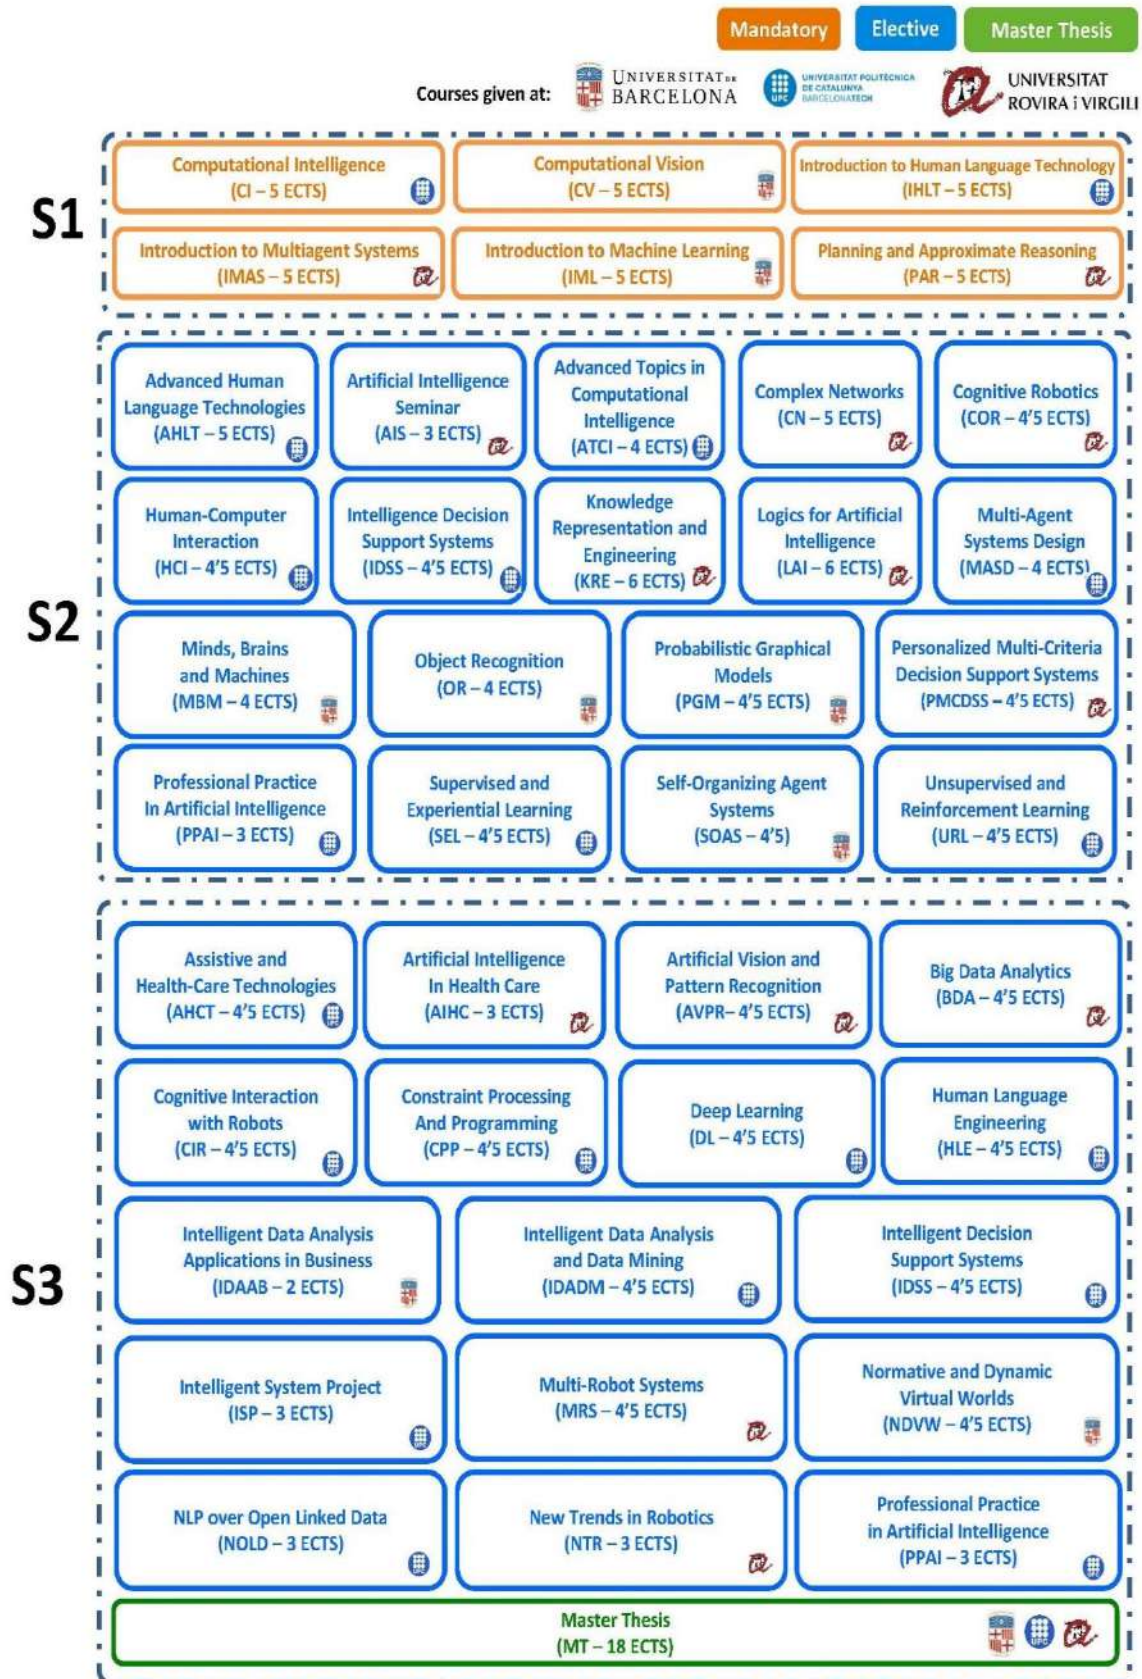 Mandatory
Elective
Master Thesis
Courses given at:
UNIVERSITAT DE
BARCELONA
UNIVERSITAT POLITÈCNICA
DE CATALUNYA
BARCELONATECH
UNIVERSITAT
ROVIRA i VIRGILI
S1
Computational Intelligence
(CI – 5 ECTS)
Computational Vision
(CV – 5 ECTS)
Introduction to Human Language Technology
(IHLT – 5 ECTS)
Introduction to Multiagent Systems
(IMAS – 5 ECTS)
Introduction to Machine Learning
(IML – 5 ECTS)
Planning and Approximate Reasoning
(PAR – 5 ECTS)
S2
Advanced Human
Language Technologies
(AHLT – 5 ECTS)
Artificial Intelligence
Seminar
(AIS – 3 ECTS)
Advanced Topics in
Computational
Intelligence
(ATCI – 4 ECTS)
Complex Networks
(CN – 5 ECTS)
Cognitive Robotics
(COR – 4'5 ECTS)
Human-Computer
Interaction
(HCI – 4'5 ECTS)
Intelligence Decision
Support Systems
(IDSS – 4'5 ECTS)
Knowledge
Representation and
Engineering
(KRE – 6 ECTS)
Logics for Artificial
Intelligence
(LAI – 6 ECTS)
Multi-Agent
Systems Design
(MASD – 4 ECTS)
Minds, Brains
and Machines
(MBM – 4 ECTS)
Object Recognition
(OR – 4 ECTS)
Probabilistic Graphical
Models
(PGM – 4'5 ECTS)
Personalized Multi-Criteria
Decision Support Systems
(PMCDSS – 4'5 ECTS)
Professional Practice
In Artificial Intelligence
(PPAI – 3 ECTS)
Supervised and
Experiential Learning
(SEL – 4'5 ECTS)
Self-Organizing Agent
Systems
(SOAS – 4'5)
Unsupervised and
Reinforcement Learning
(URL – 4'5 ECTS)
S3
Assistive and
Health-Care Technologies
(AHCT – 4'5 ECTS)
Artificial Intelligence
In Health Care
(AIHC – 3 ECTS)
Artificial Vision and
Pattern Recognition
(AVPR– 4'5 ECTS)
Big Data Analytics
(BDA – 4'5 ECTS)
Cognitive Interaction
with Robots
(CIR – 4'5 ECTS)
Constraint Processing
And Programming
(CPP – 4'5 ECTS)
Deep Learning
(DL – 4'5 ECTS)
Human Language
Engineering
(HLE – 4'5 ECTS)
Intelligent Data Analysis
Applications in Business
(IDAAB – 2 ECTS)
Intelligent Data Analysis
and Data Mining
(IDADM – 4'5 ECTS)
Intelligent Decision
Support Systems
(IDSS – 4'5 ECTS)
Intelligent System Project
(ISP – 3 ECTS)
Multi-Robot Systems
(MRS – 4'5 ECTS)
Normative and Dynamic
Virtual Worlds
(NDVW – 4'5 ECTS)
NLP over Open Linked Data
(NOLD – 3 ECTS)
New Trends in Robotics
(NTR – 3 ECTS)
Professional Practice
in Artificial Intelligence
(PPAI – 3 ECTS)
Master Thesis
(MT – 18 ECTS)